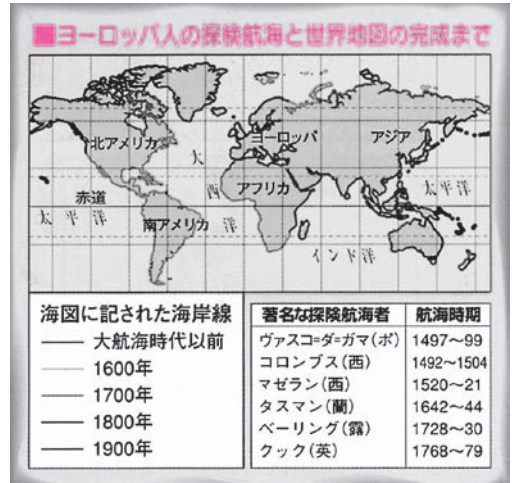 ■ヨーロッパ人の探検航海と世界地図の完成まで
北アメリカ
ヨーロッパ
アジア
大西洋
アフリカ
太平洋
赤道
太平洋
南アメリカ
インド洋
海図に記された海岸線
大航海時代以前
1600年
1700年
1800年
1900年
著名な探検航海者 航海時期
ヴァスコ=ダ=ガマ(ポ) 1497~99
コロンブス(西) 1492~1504
マゼラン(西) 1520~21
タスマン(蘭) 1642~44
ベーリング(露) 1728~30
クック(英) 1768~79